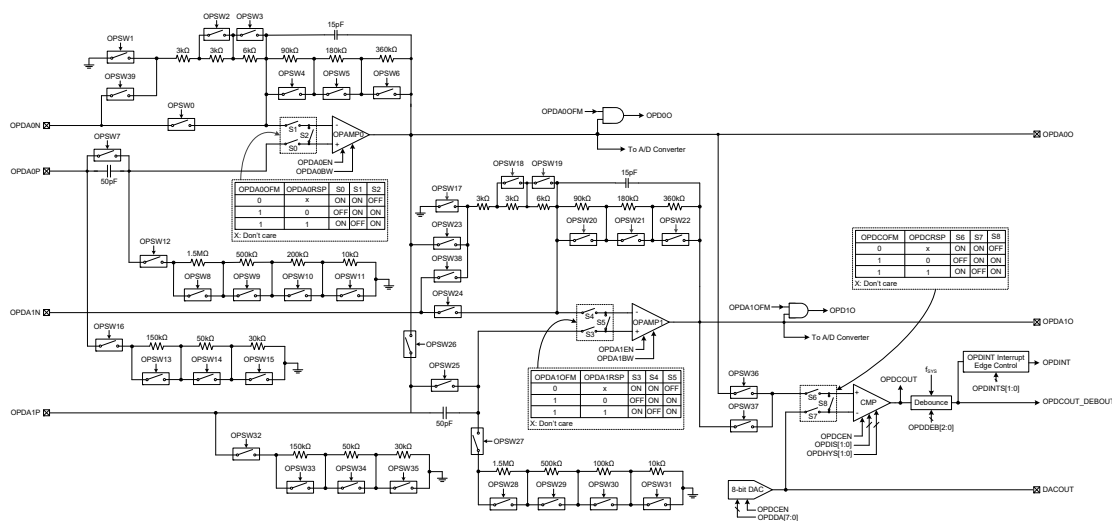 OPSW2 OPSW3
15pF
OPSW1
3kΩ 3kΩ 6kΩ 90kΩ 180kΩ 360kΩ
OPSW39
OPSW4 OPSW5 OPSW6
OPSW0
OPDA0N
OPSW7
OPDA0P
50pF
S1
S2
S0
-
+
OPAMP0
OPDA0EN
OPDA0BW
OPDA0OFM
OPD0O
To A/D Converter
OPDA0O
OPDA0OFM OPDA0RSP S0 S1 S2
0 x ON ON OFF
1 0 OFF ON ON
1 1 ON OFF ON
X: Don't care
OPSW12
1.5MΩ 500kΩ 200kΩ 10kΩ
OPSW8 OPSW9 OPSW10 OPSW11
OPSW18 OPSW19
15pF
OPSW17
3kΩ 3kΩ 6kΩ 90kΩ 180kΩ 360kΩ
OPSW23
OPSW20 OPSW21 OPSW22
OPSW38
OPSW24
OPDA1N
S4
S5
S3
-
+
OPAMP1
OPDA1EN
OPDA1BW
OPDA1OFM
OPD1O
To A/D Converter
OPDA1O
OPDCOFM OPDCRSP S6 S7 S8
0 x ON ON OFF
1 0 OFF ON ON
1 1 ON OFF ON
X: Don't care
OPSW16
150kΩ 50kΩ 30kΩ
OPSW13 OPSW14 OPSW15
OPSW26
OPSW25
OPDA1OFM OPDA1RSP S3 S4 S5
0 x ON ON OFF
1 0 OFF ON ON
1 1 ON OFF ON
X: Don't care
OPSW36
OPSW37
S6
S8
S7
+
-
CMP
OPDCOUT
fSYS
Debounce
OPDDEB[2:0]
OPDINT Interrupt
Edge Control
OPDINTS[1:0]
OPDINT
OPDCOUT_DEBOUT
OPDCEN
OPDIS[1:0]
OPDHYS[1:0]
OPDA1P
50pF
OPSW27
OPSW32
150kΩ 50kΩ 30kΩ
OPSW33 OPSW34 OPSW35
1.5MΩ 500kΩ 100kΩ 10kΩ
OPSW28 OPSW29 OPSW30 OPSW31
8-bit DAC
OPDCEN
OPDDA[7:0]
DACOUT